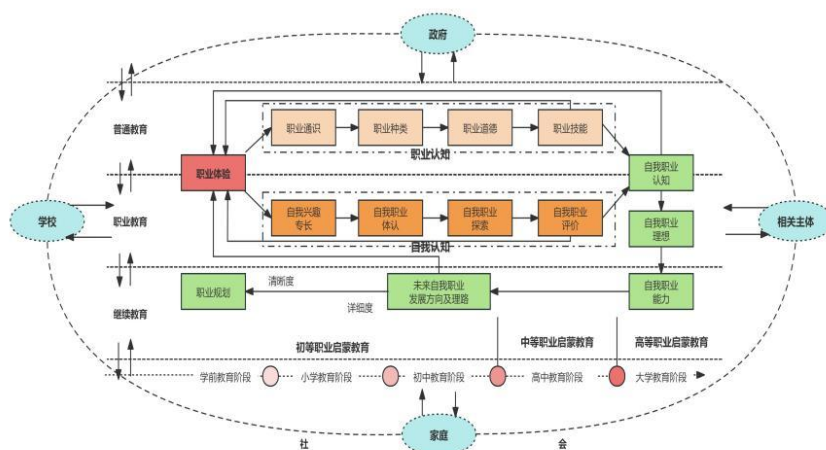 政府
普通教育
职业通识
职业种类
职业道德
职业技能
职业认知
职业体验
自我职业
认知
学校
职业教育
相关主体
自我兴趣
专长
自我职业
体认
自我职业
探索
自我职业
评价
自我认知
自我职业
理想
继续教育
职业规划
清晰度
详细度
未来自我职业
发展方向及理路
自我职业
能力
初等职业启蒙教育
中等职业启蒙教育
高等职业启蒙教育
学前教育阶段
小学教育阶段
初中教育阶段
高中教育阶段
大学教育阶段
家庭
社
会